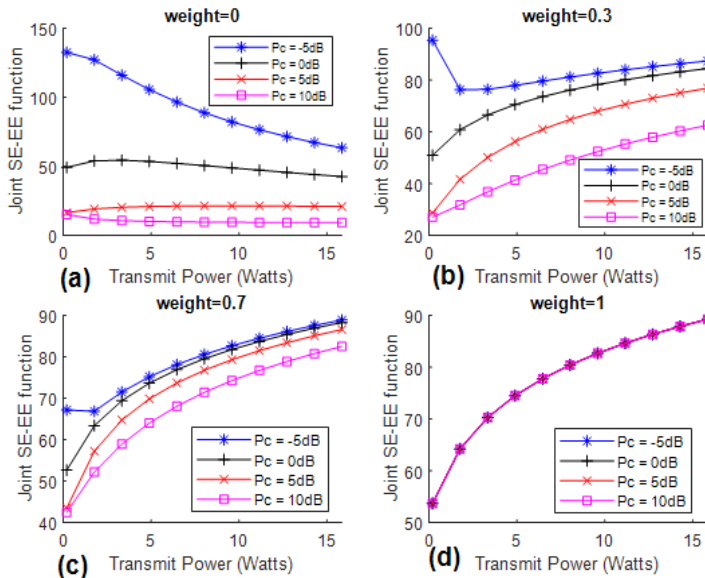 weight=0
Joint SE-EE function
150
100
50
0
Pc = -5dB
Pc = 0dB
Pc = 5dB
Pc = 10dB
0 5 10 15
(a) Transmit Power (Watts)
weight=0.3
Joint SE-EE function
100
80
60
40
20
Pc = -5dB
Pc = 0dB
Pc = 5dB
Pc = 10dB
0 5 10 15
(b) Transmit Power (Watts)
weight=0.7
Joint SE-EE function
90
80
70
60
50
40
Pc = -5dB
Pc = 0dB
Pc = 5dB
Pc = 10dB
0 5 10 15
(c) Transmit Power (Watts)
weight=1
Joint SE-EE function
90
80
70
60
50
Pc = -5dB
Pc = 0dB
Pc = 5dB
Pc = 10dB
0 5 10 15
(d) Transmit Power (Watts)